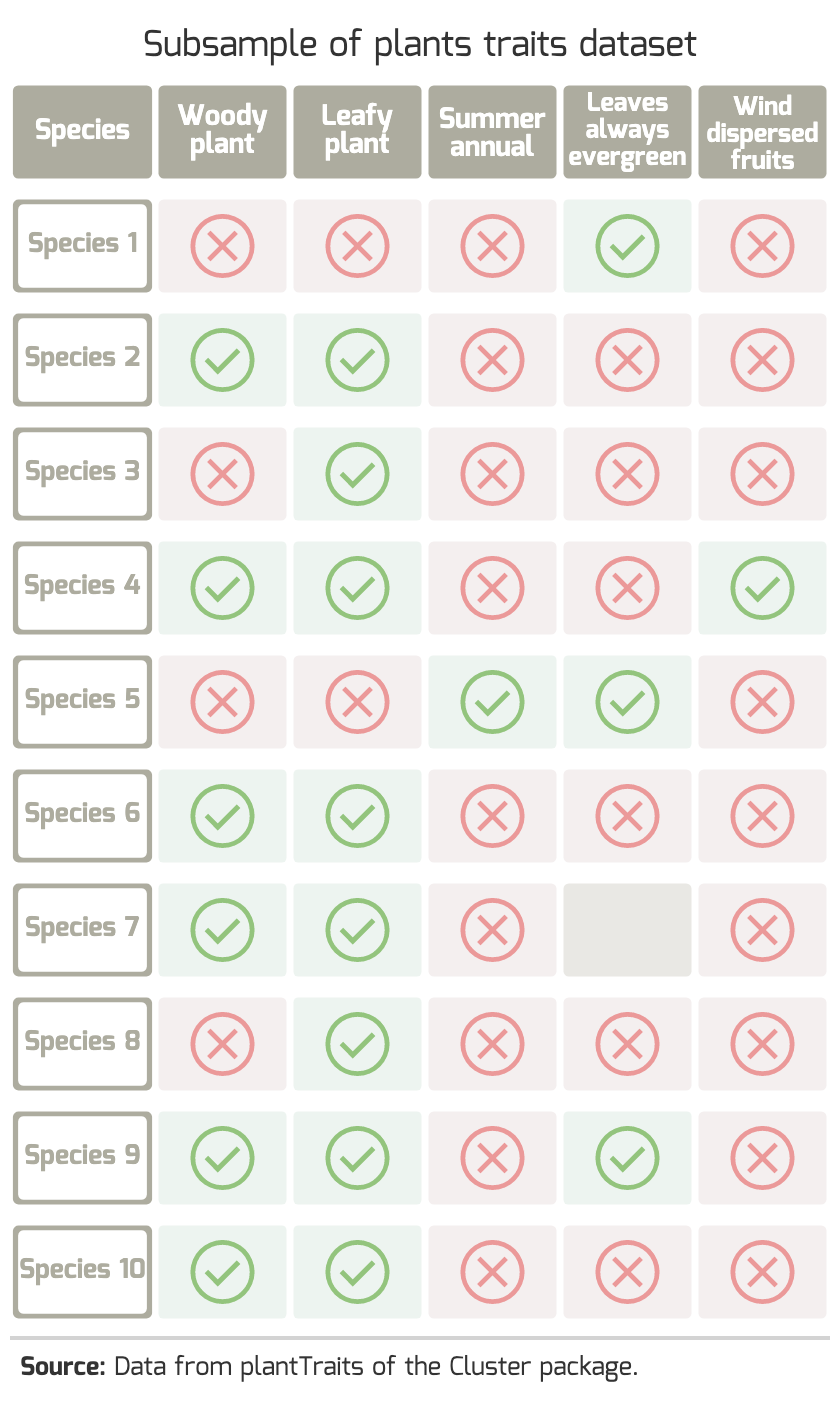 Subsample of plants traits dataset
Species
Woody
plant
Leafy
plant
Summer
annual
Leaves
always
evergreen
Wind
dispersed
fruits
Species 1
Species 2
Species 3
Species 4
Species 5
Species 6
Species 7
Species 8
Species 9
Species 10
Source: Data from plantTraits of the Cluster package.